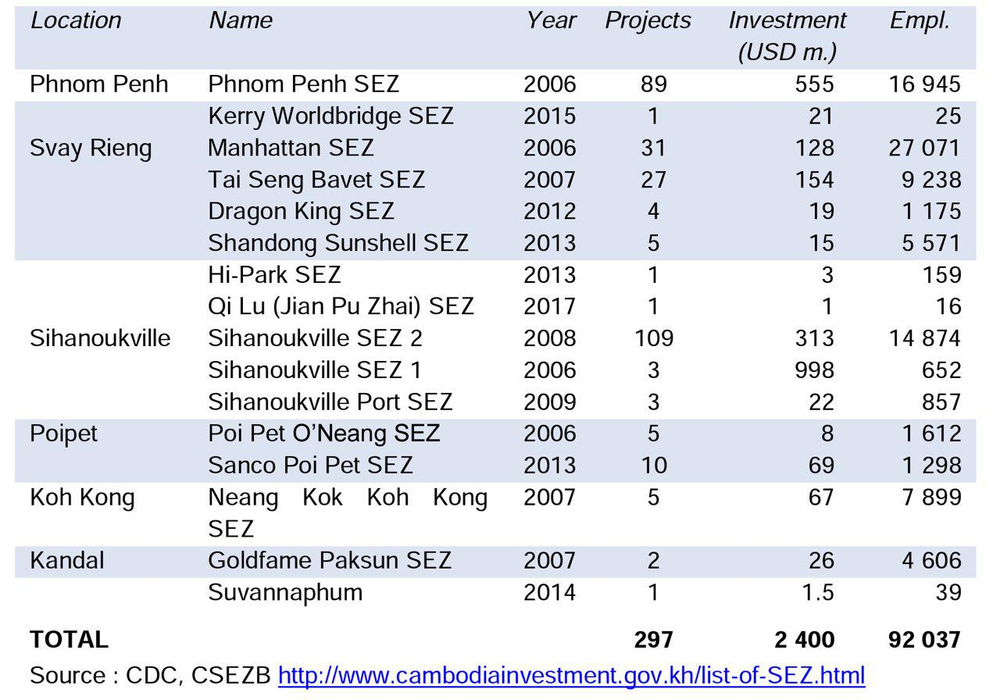 Location Name Year Projects Investment Empl.
(USD m.)
Phnom Penh Phnom Penh SEZ 2006 89 555 16 945
Kerry Worldbridge SEZ 2015 1 21 25
Svay Rieng Manhattan SEZ 2006 31 128 27 071
Tai Seng Bavet SEZ 2007 27 154 9 238
Dragon King SEZ 2012 4 19 1 175
Shandong Sunshell SEZ 2013 5 15 5 571
Hi-Park SEZ 2013 1 3 159
Qi Lu (Jian Pu Zhai) SEZ 2017 1 1 16
Sihanoukville Sihanoukville SEZ 2 2008 109 313 14 874
Sihanoukville SEZ 1 2006 3 998 652
Sihanoukville Port SEZ 2009 3 22 857
Poipet Poi Pet O’Neang SEZ 2006 5 8 1 612
Sanco Poi Pet SEZ 2013 10 69 1 298
Koh Kong Neang Kok Koh Kong 2007 5 67 7 899
SEZ
Kandal Goldfame Paksun SEZ 2007 2 26 4 606
Suvannaphum 2014 1 1.5 39
TOTAL 297 2 400 92 037
Source : CDC, CSEZB http://www.cambodiainvestment.gov.kh/list-of-SEZ.html